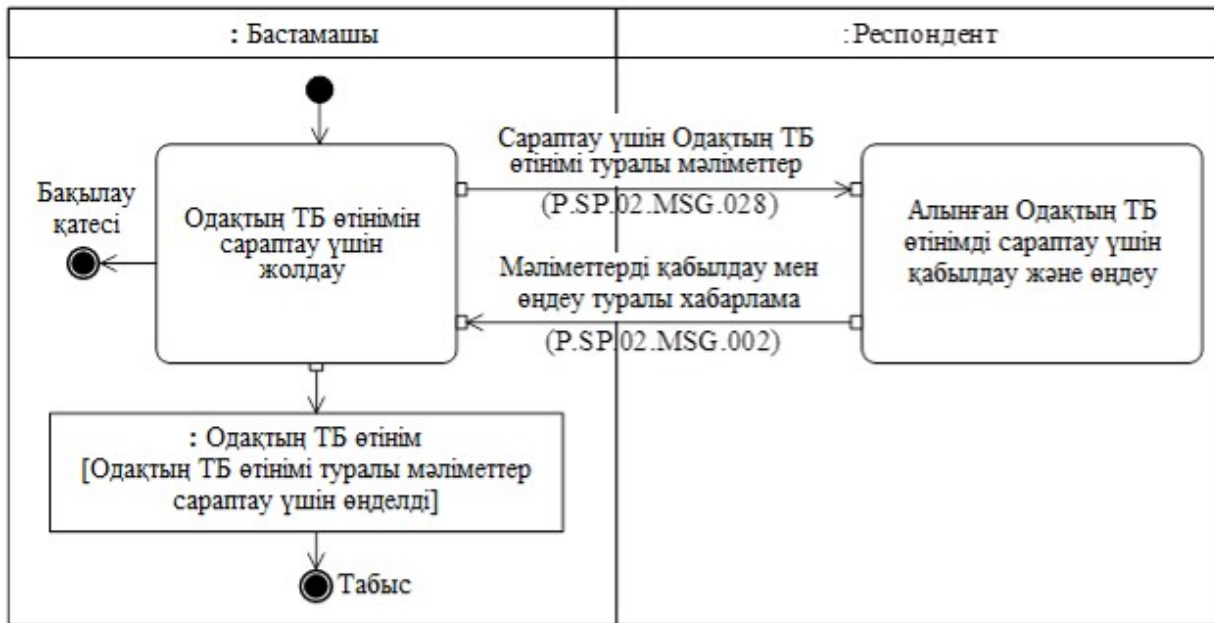 : Бастамашы
:Респондент
Сараптау үшін Одақтың ТБ
өтінімі туралы мәліметтер
(P.SP.02.MSG.028)
Бақылау
қатесі
Одақтың ТБ өтінімін
сараптау үшін
жолдау
Алынған Одақтың ТБ
өтінімді сараптау үшін
қабылдау және өңдеу
Мәліметтерді қабылдау мен
өңдеу туралы хабарлама
(P.SP.02.MSG.002)
: Одақтың ТБ өтінім
[Одақтың ТБ өтінімі туралы мәліметтер
сараптау үшін өңделді]
Табыс